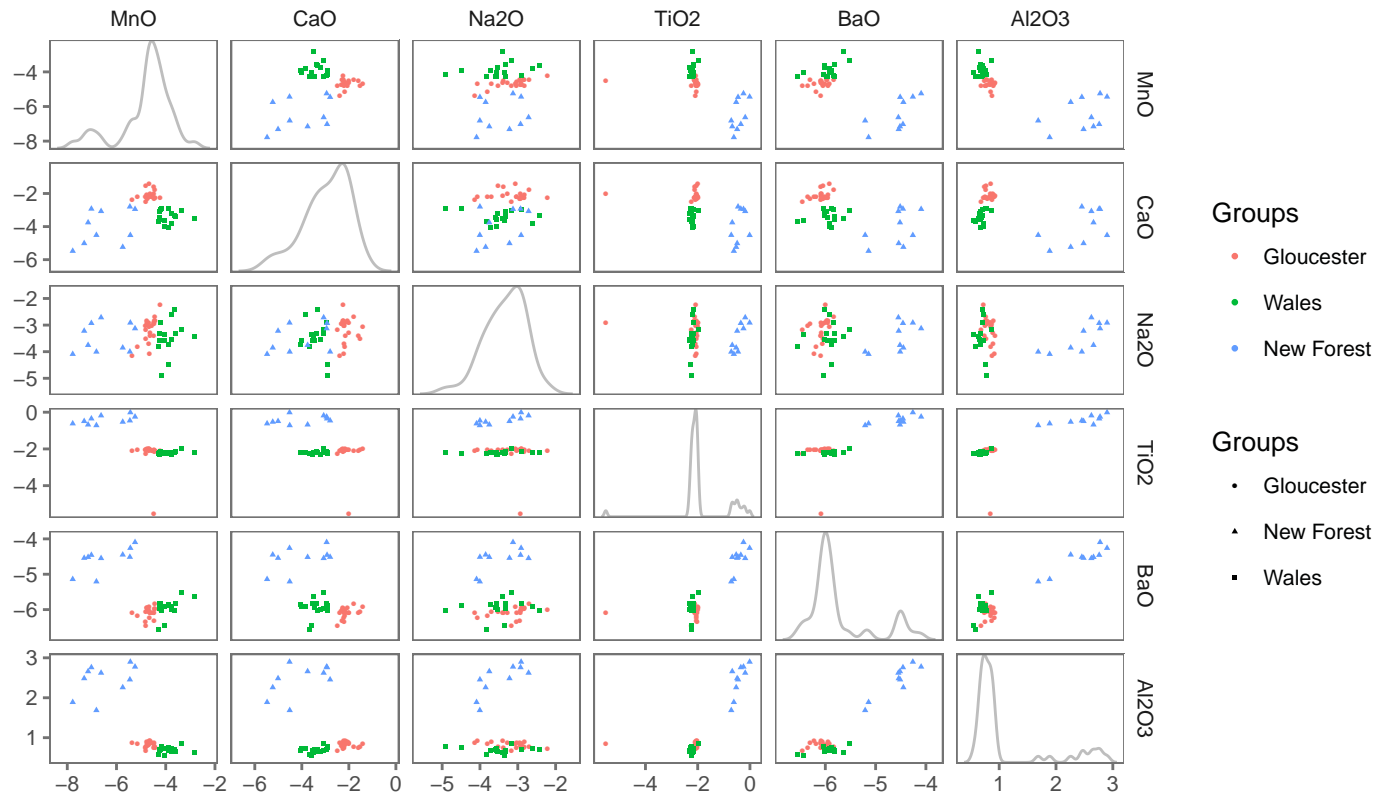 MnO CaO Na2O TiO2 BaO Al2O3
−4
−6
−8
MnO
−2
−4
−6
CaO
−2
−3
−4
−5
Na2O
0
−2
−4
TiO2
−4
−5
−6
BaO
3
2
1
Al2O3
−8 −6 −4 −2 −6 −4 −2 0 −5 −4 −3 −2 −4 −2 0 −6 −5 −4 1 2 3
Groups
Gloucester
Wales
New Forest
Groups
Gloucester
New Forest
Wales